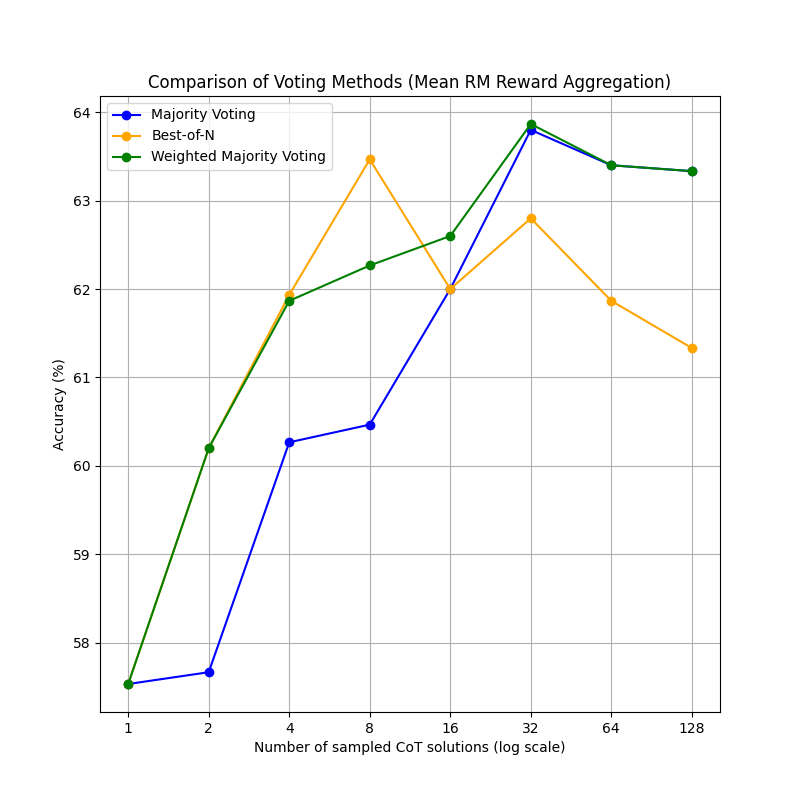 Comparison of Voting Methods (Mean RM Reward Aggregation)
Majority Voting
Best-of-N
Weighted Majority Voting
64
63
62
61
60
59
58
Accuracy (%)
1 2 4 8 16 32 64 128
Number of sampled CoT solutions (log scale)